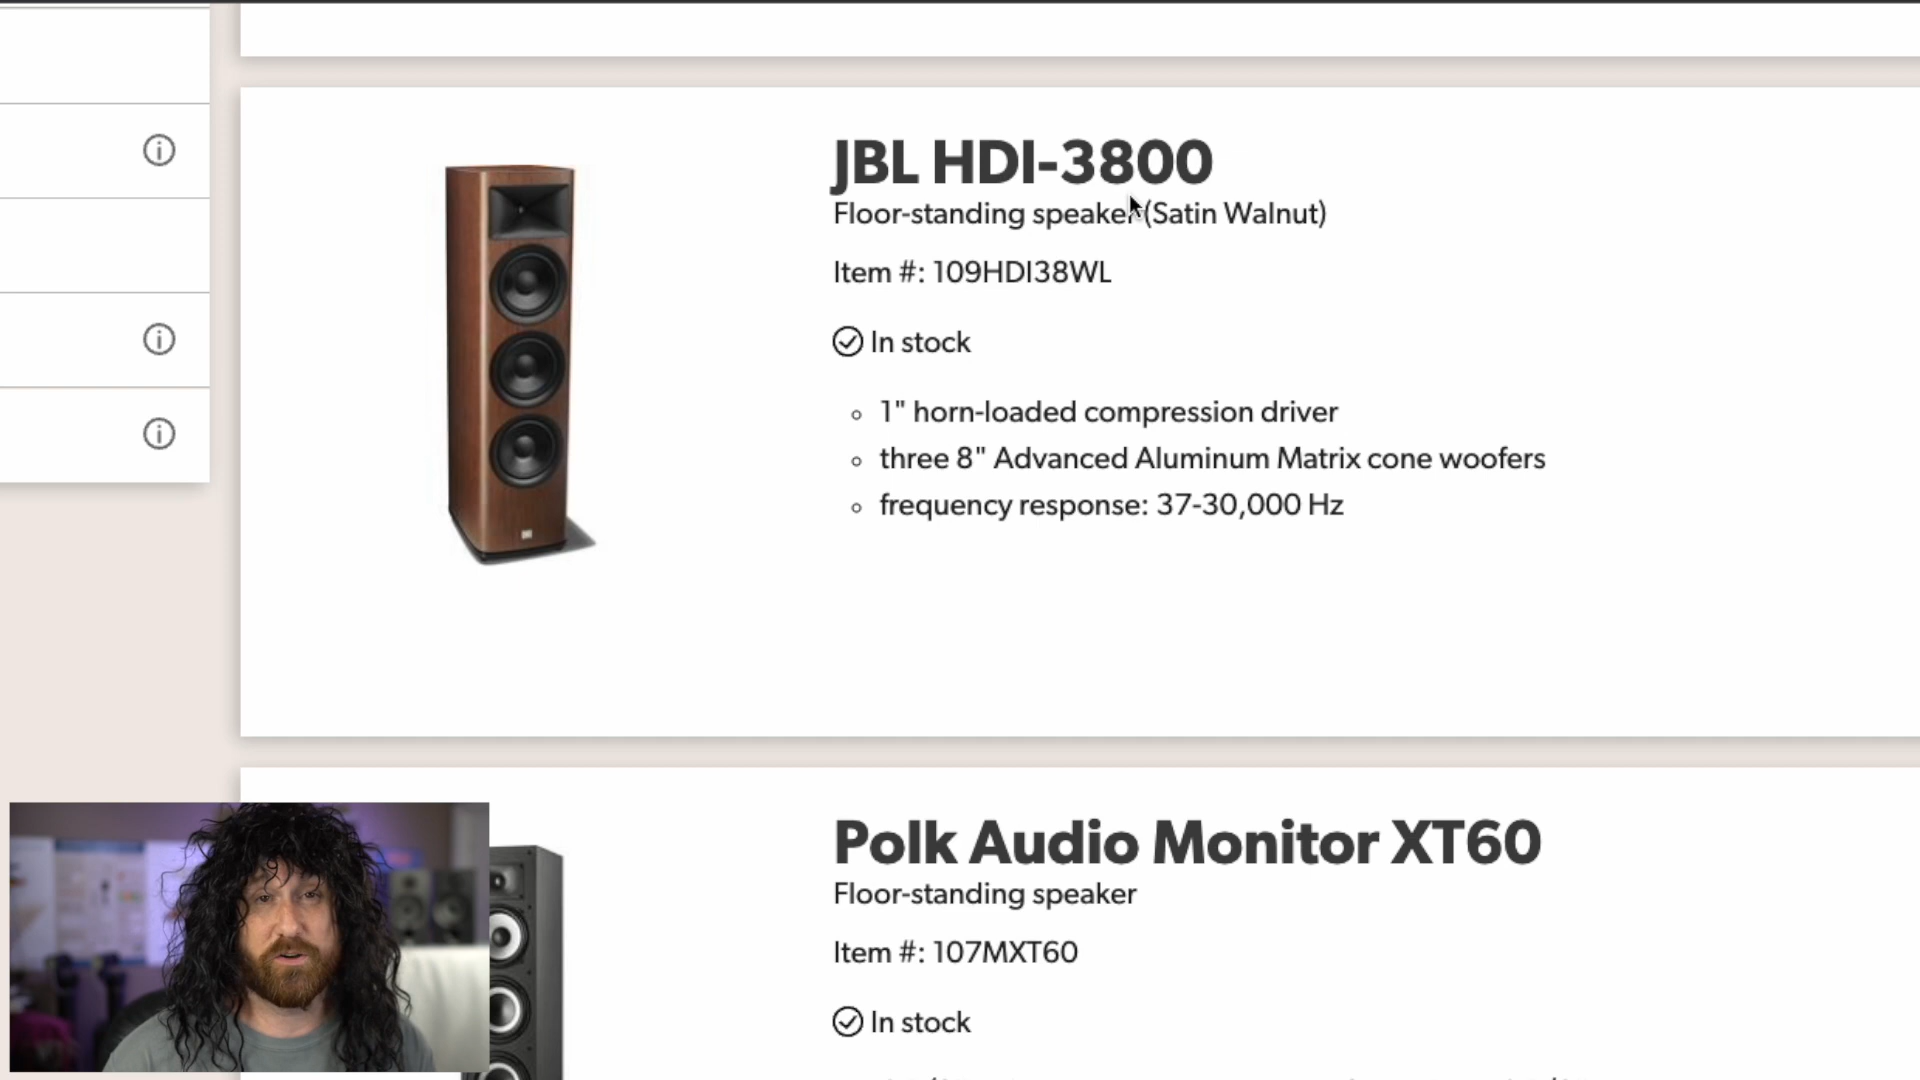 JBL HDI-3800
Floor-standing speaker (Satin Walnut)
Item #: 109HDI38WL
In stock
1" horn-loaded compression driver
three 8" Advanced Aluminum Matrix cone woofers
frequency response: 37-30,000 Hz
Polk Audio Monitor XT60
Floor-standing speaker
Item #: 107MXT60
In stock